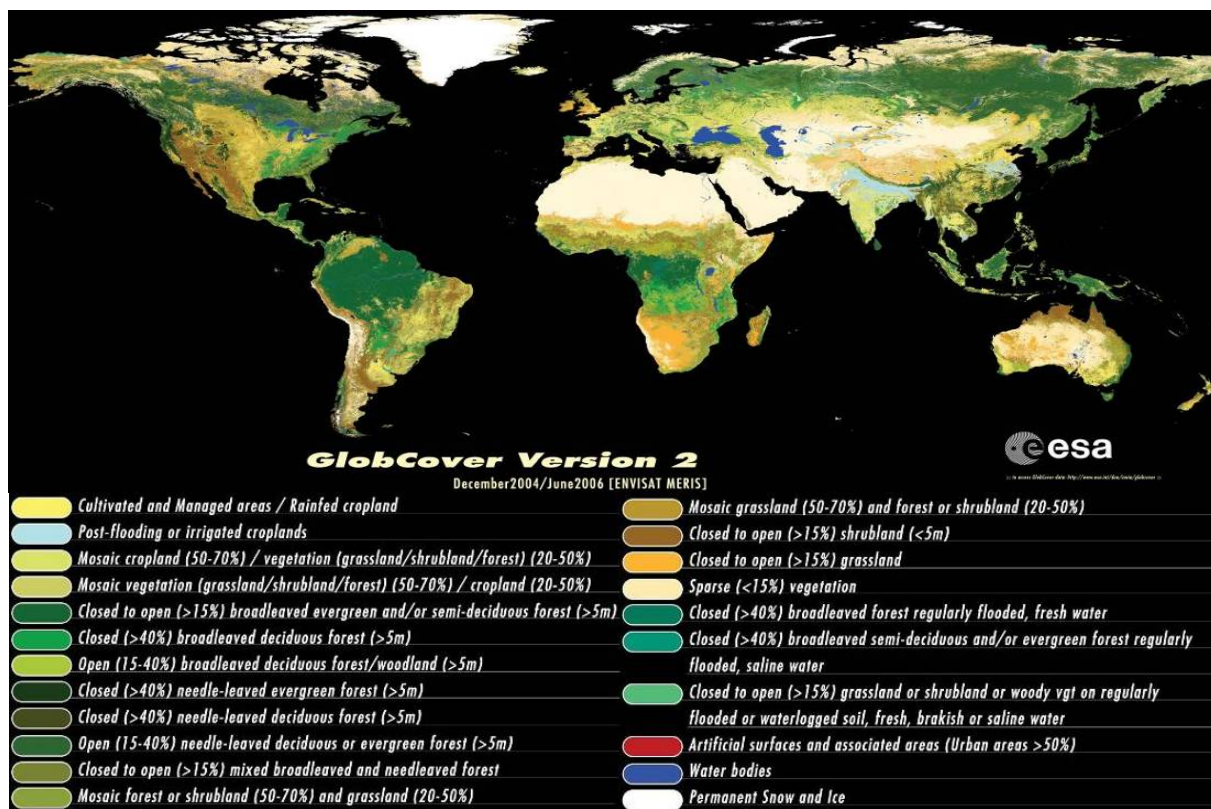 esa
GlobCover Version 2
December2004/June2006 [ENVISAT MERIS]
Cultivated and Managed areas / Rainfed cropland
Post-flooding or irrigated croplands
Mosaic cropland (50-70%) / vegetation (grassland/shrubland/forest) (20-50%)
Mosaic vegetation (grassland/shrubland/forest) (50-70%) / cropland (20-50%)
Closed to open (>15%) broadleaved evergreen and/or semi-deciduous forest (>5m)
Closed (>40%) broadleaved deciduous forest (>5m)
Open (15-40%) broadleaved deciduous forest/woodland (>5m)
Closed (>40%) needle-leaved evergreen forest (>5m)
Closed (>40%) needle-leaved deciduous forest (>5m)
Open (15-40%) needle-leaved deciduous or evergreen forest (>5m)
Closed to open (>15%) mixed broadleaved and needleaved forest
Mosaic forest or shrubland (50-70%) and grassland (20-50%)
Mosaic grassland (50-70%) and forest or shrubland (20-50%)
Closed to open (>15%) shrubland (<5m)
Closed to open (>15%) grassland
Sparse (<15%) vegetation
Closed (>40%) broadleaved forest regularly flooded, fresh water
Closed (>40%) broadleaved semi-deciduous and/or evergreen forest regularly
flooded, saline water
Closed to open (>15%) grassland or shrubland or woody vgt on regularly
flooded or waterlogged soil, fresh, brakish or saline water
Artificial surfaces and associated areas (Urban areas >50%)
Water bodies
Permanent Snow and Ice